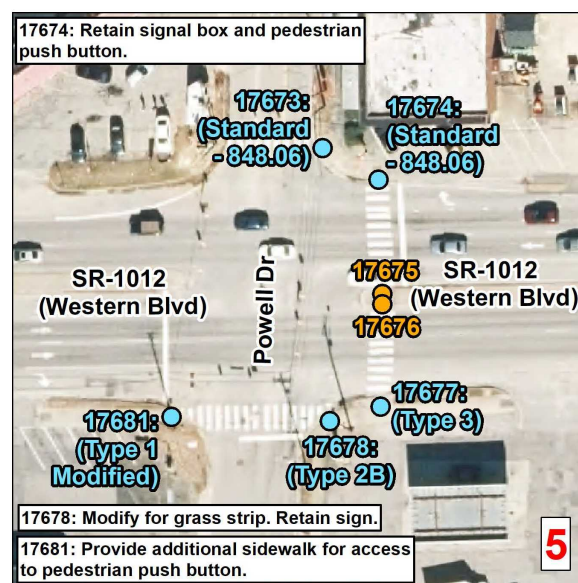 17674: Retain signal box and pedestrian
push button.
17673:
(Standard
- 848.06)
17674:
(Standard
- 848.06)
SR-1012
(Western Blvd)
Powell Dr
17675
17676
SR-1012
(Western Blvd)
17681:
(Type 1
Modified)
17678:
(Type 2B)
17677:
(Type 3)
17678: Modify for grass strip. Retain sign.
17681: Provide additional sidewalk for access
to pedestrian push button.
5